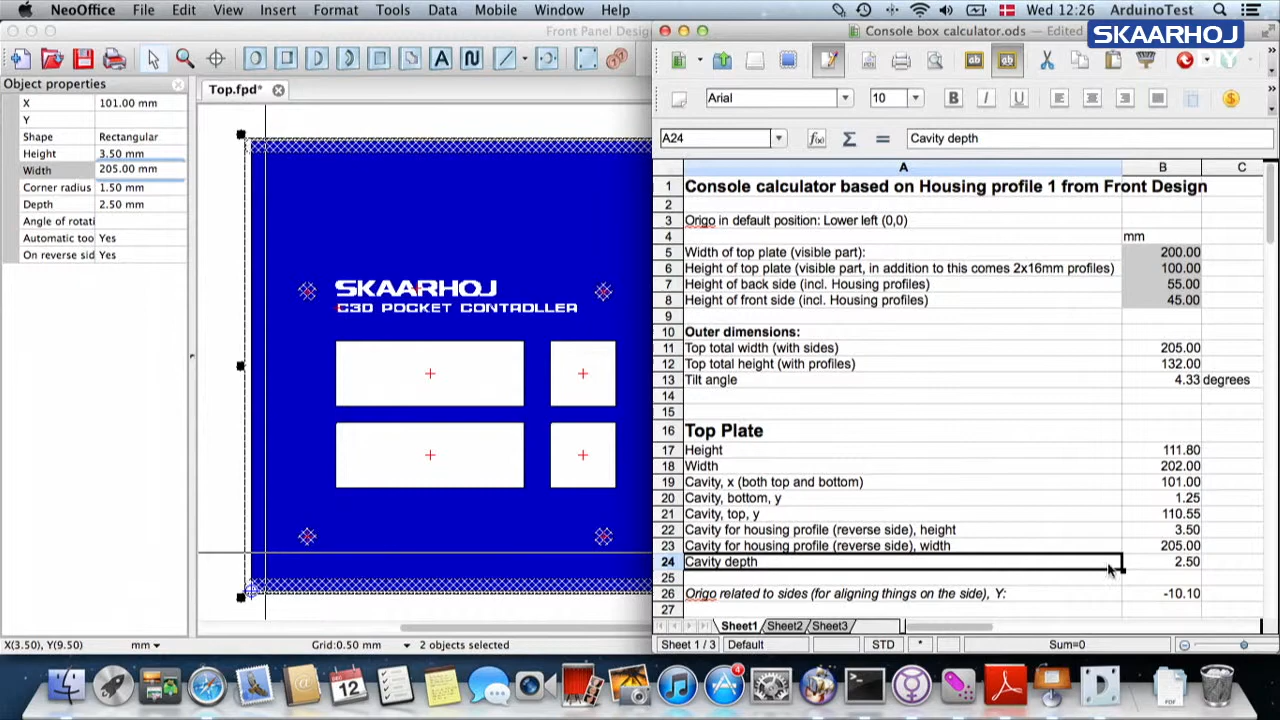 NeoOffice File Edit View Insert Format Tools Data Mobile Window Help
Wed 12:26 ArduinoTest
Front Panel Desig
Console box calculator.ods — Edited
SKAARHOJ
Object properties
Top.fpd*
X 101.00 mm
Y
Shape Rectangular
Height 3.50 mm
Width 205.00 mm
Corner radius 1.50 mm
Depth 2.50 mm
Angle of rotati
Automatic too Yes
On reverse sid Yes
SKAARHOJ
C3D POCKET CONTROLLER
X(3.50), Y(9.50) mm Grid:0.50 mm 2 objects selected
Arial 10 B I U
A24 Cavity depth
A B C
1 Console calculator based on Housing profile 1 from Front Design
2
3 Origo in default position: Lower left (0,0)
4 mm
5 Width of top plate (visible part): 200.00
6 Height of top plate (visible part, in addition to this comes 2x16mm profiles) 100.00
7 Height of back side (incl. Housing profiles) 55.00
8 Height of front side (incl. Housing profiles) 45.00
9
10 Outer dimensions:
11 Top total width (with sides) 205.00
12 Top total height (with profiles) 132.00
13 Tilt angle 4.33 degrees
14
15
16 Top Plate
17 Height 111.80
18 Width 202.00
19 Cavity, x (both top and bottom) 101.00
20 Cavity, bottom, y 1.25
21 Cavity, top, y 110.55
22 Cavity for housing profile (reverse side), height 3.50
23 Cavity for housing profile (reverse side), width 205.00
24 Cavity depth 2.50
25
26 Origo related to sides (for aligning things on the side), Y: -10.10
27
Sheet1 Sheet2 Sheet3
Sheet 1 / 3 Default STD * Sum=0